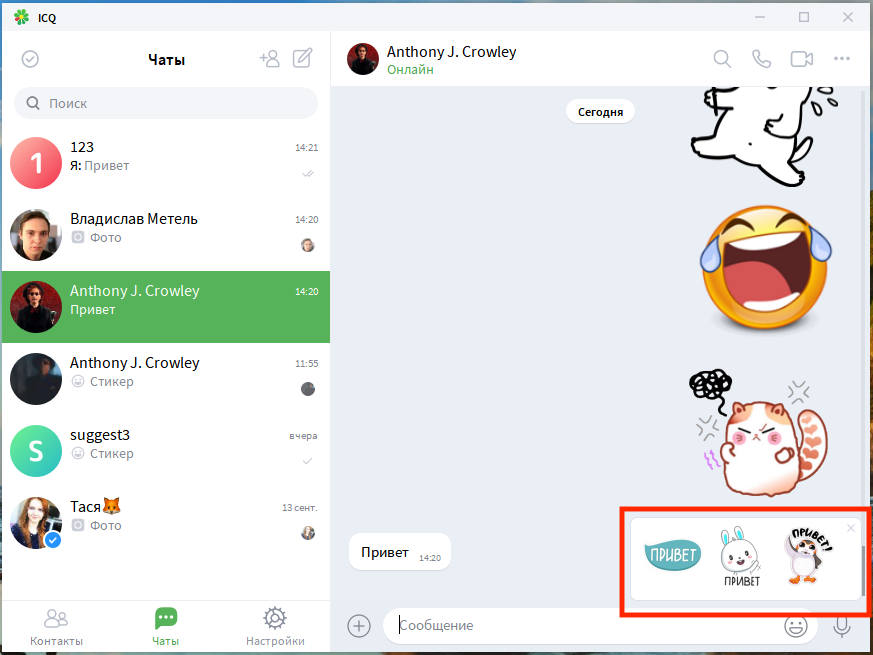 ICQ
Чаты
Поиск
123
14:21
Я: Привет
Владислав Метель
14:20
Фото
Anthony J. Crowley
14:20
Привет
Anthony J. Crowley
11:55
Стикер
suggest3
вчера
Стикер
Тася🦊
13 сент.
Фото
Контакты
Чаты
Настройки
Anthony J. Crowley
Онлайн
Сегодня
Привет
14:20
ПРИВЕТ
ПРИВЕТ
ПРИВЕТ!
Сообщение
1
S